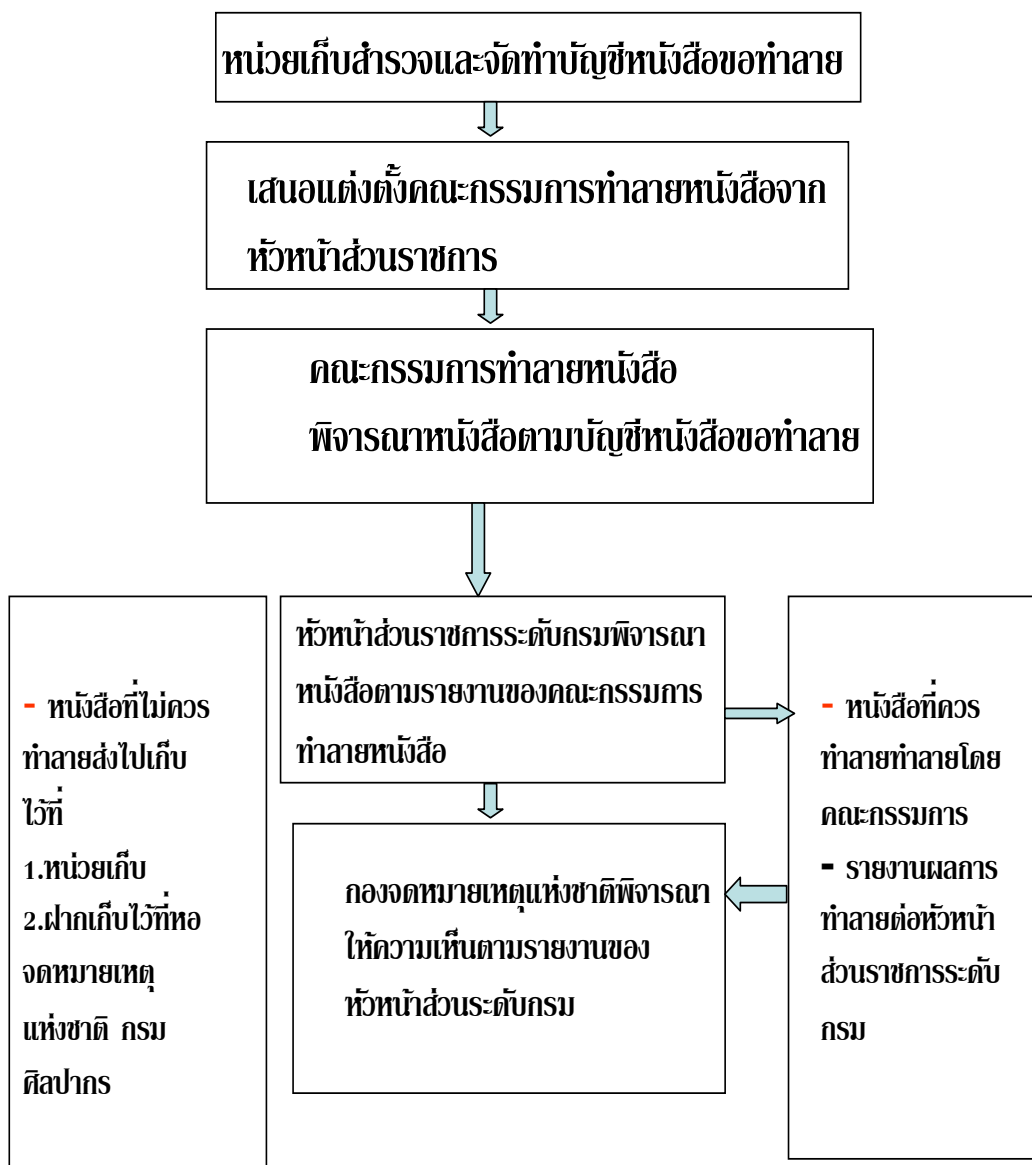 หน่วยเก็บสำรวจและจัดทำบัญชีหนังสือขอทำลาย
เสนอแต่งตั้งคณะกรรมการทำลายหนังสือจาก
หัวหน้าส่วนราชการ
คณะกรรมการทำลายหนังสือ
พิจารณาหนังสือตามบัญชีหนังสือขอทำลาย
หัวหน้าส่วนราชการระดับกรมพิจารณา
หนังสือตามรายงานของคณะกรรมการ
ทำลายหนังสือ
- หนังสือที่ไม่ควร
ทำลายส่งไปเก็บ
ไว้ที่
1.หน่วยเก็บ
2.ฝากเก็บไว้ที่หอ
จดหมายเหตุ
แห่งชาติ กรม
ศิลปากร
กองจดหมายเหตุแห่งชาติพิจารณา
ให้ความเห็นตามรายงานของ
หัวหน้าส่วนระดับกรม
- หนังสือที่ควร
ทำลายทำลายโดย
คณะกรรมการ
- รายงานผลการ
ทำลายต่อหัวหน้า
ส่วนราชการระดับ
กรม